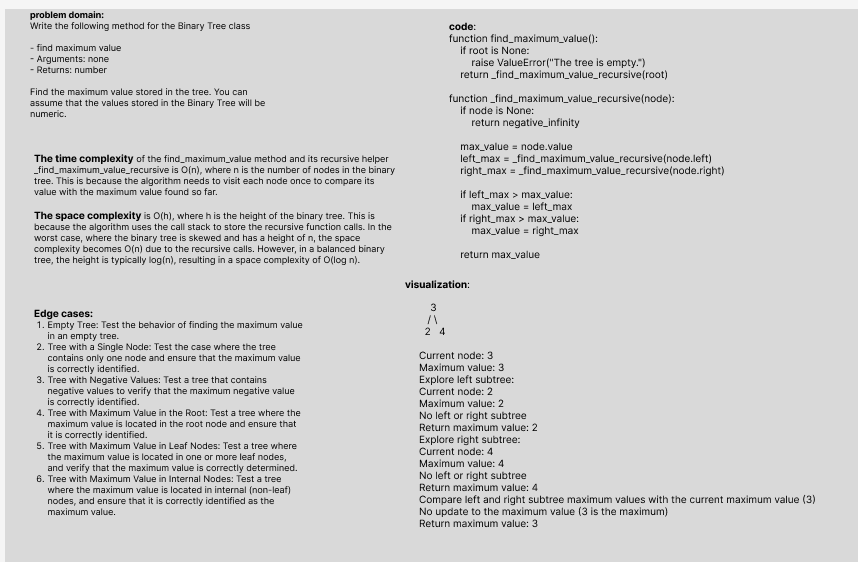 problem domain:
Write the following method for the Binary Tree class
- find maximum value
- Arguments: none
- Returns: number
Find the maximum value stored in the tree. You can
assume that the values stored in the Binary Tree will be
numeric.
The time complexity of the find_maximum_value method and its recursive helper
_find_maximum_value_recursive is O(n), where n is the number of nodes in the binary
tree. This is because the algorithm needs to visit each node once to compare its
value with the maximum value found so far.
The space complexity is O(h), where h is the height of the binary tree. This is
because the algorithm uses the call stack to store the recursive function calls. In the
worst case, where the binary tree is skewed and has a height of n, the space
complexity becomes O(n) due to the recursive calls. However, in a balanced binary
tree, the height is typically log(n), resulting in a space complexity of O(log n).
Edge cases:
1. Empty Tree: Test the behavior of finding the maximum value
in an empty tree.
2. Tree with a Single Node: Test the case where the tree
contains only one node and ensure that the maximum value
is correctly identified.
3. Tree with Negative Values: Test a tree that contains
negative values to verify that the maximum negative value
is correctly identified.
4. Tree with Maximum Value in the Root: Test a tree where the
maximum value is located in the root node and ensure that
it is correctly identified.
5. Tree with Maximum Value in Leaf Nodes: Test a tree where
the maximum value is located in one or more leaf nodes,
and verify that the maximum value is correctly determined.
6. Tree with Maximum Value in Internal Nodes: Test a tree
where the maximum value is located in internal (non-leaf)
nodes, and ensure that it is correctly identified as the
maximum value.
code:
function find_maximum_value():
if root is None:
raise ValueError("The tree is empty.")
return _find_maximum_value_recursive(root)
function _find_maximum_value_recursive(node):
if node is None:
return negative_infinity
max_value = node.value
left_max = _find_maximum_value_recursive(node.left)
right_max = _find_maximum_value_recursive(node.right)
if left_max > max_value:
max_value = left_max
if right_max > max_value:
max_value = right_max
return max_value
visualization:
3
/ \
2 4
Current node: 3
Maximum value: 3
Explore left subtree:
Current node: 2
Maximum value: 2
No left or right subtree
Return maximum value: 2
Explore right subtree:
Current node: 4
Maximum value: 4
No left or right subtree
Return maximum value: 4
Compare left and right subtree maximum values with the current maximum value (3)
No update to the maximum value (3 is the maximum)
Return maximum value: 3